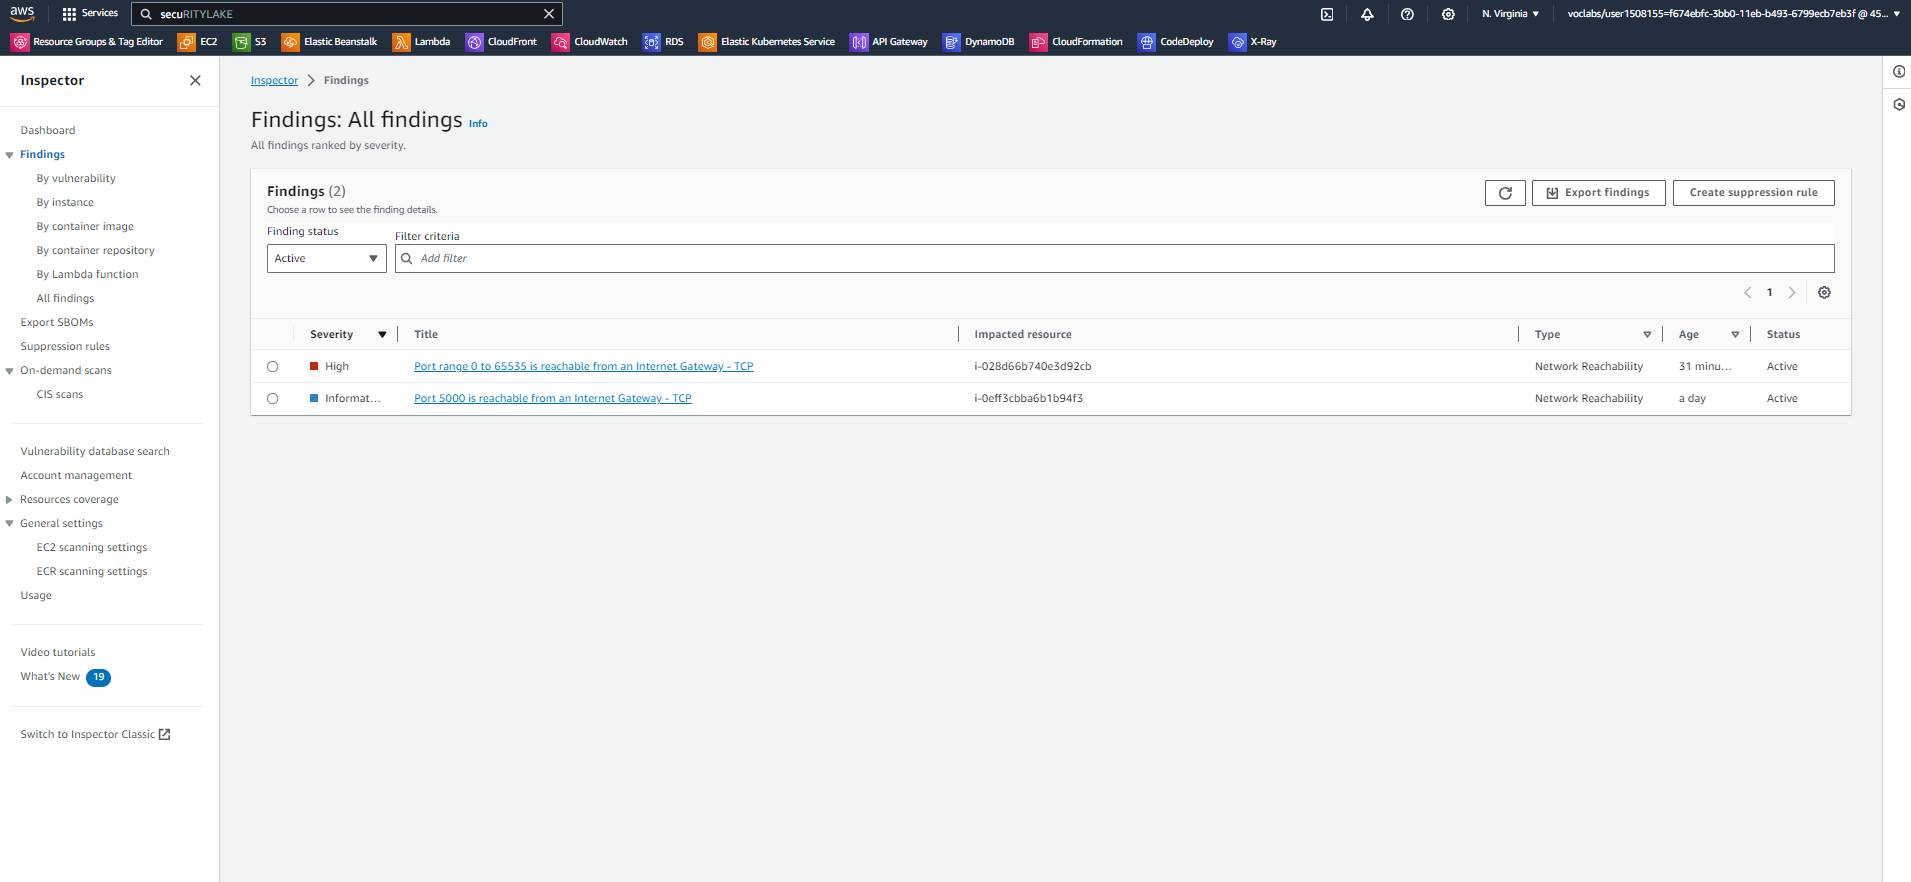 aws Services secuRITYLAKE N. Virginia voclabs/user1508155=f674ebfc-3bb0-11eb-b493-6799ecb7eb3f @ 45...
Resource Groups & Tag Editor EC2 S3 Elastic Beanstalk Lambda CloudFront CloudWatch RDS Elastic Kubernetes Service API Gateway DynamoDB CloudFormation CodeDeploy X-Ray
Inspector
Dashboard
Findings
By vulnerability
By instance
By container image
By container repository
By Lambda function
All findings
Export SBOMs
Suppression rules
On-demand scans
CIS scans
Vulnerability database search
Account management
Resources coverage
General settings
EC2 scanning settings
ECR scanning settings
Usage
Video tutorials
What's New 19
Switch to Inspector Classic
Inspector Findings
Findings: All findings Info
All findings ranked by severity.
Findings (2)
Choose a row to see the finding details.
Export findings Create suppression rule
Finding status
Filter criteria
Active Add filter
1
Severity Title Impacted resource Type Age Status
High Port range 0 to 65535 is reachable from an Internet Gateway - TCP i-028d66b740e3d92cb Network Reachability 31 minu... Active
Informat... Port 5000 is reachable from an Internet Gateway - TCP i-0eff3cbba6b1b94f3 Network Reachability a day Active